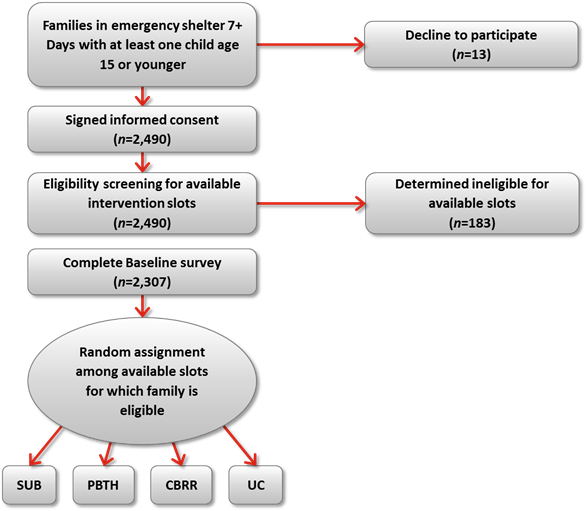 Families in emergency shelter 7+
Days with at least one child age
15 or younger
Decline to participate
(n=13)
Signed informed consent
(n=2,490)
Eligibility screening for available
intervention slots
(n=2,490)
Determined ineligible for
available slots
(n=183)
Complete Baseline survey
(n=2,307)
Random assignment
among available slots
for which family is
eligible
SUB
PBTH
CBRR
UC